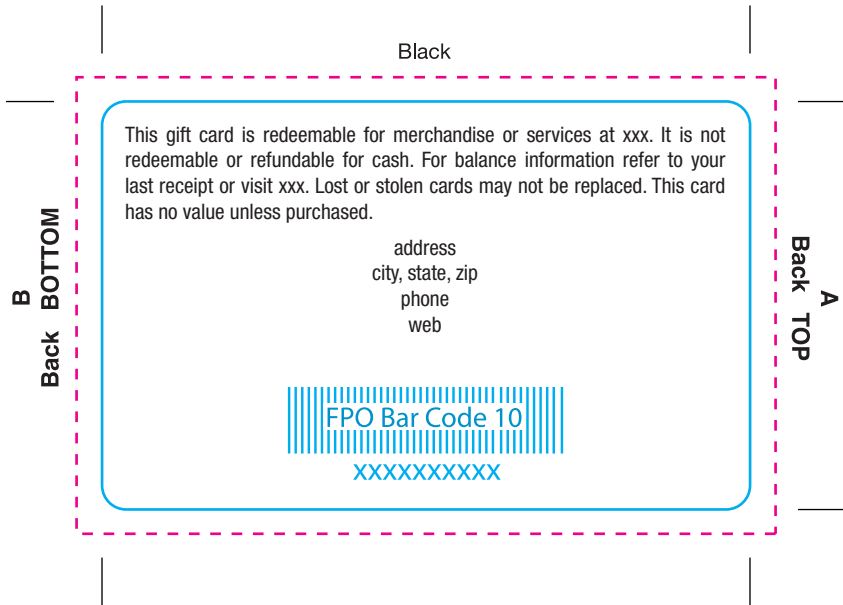 Black
This gift card is redeemable for merchandise or services at xxx. It is not
redeemable or refundable for cash. For balance information refer to your
last receipt or visit xxx. Lost or stolen cards may not be replaced. This card
has no value unless purchased.
address
city, state, zip
phone
web
FPO Bar Code 10
xxxxxxxxxx
B
Back BOTTOM
A
Back TOP